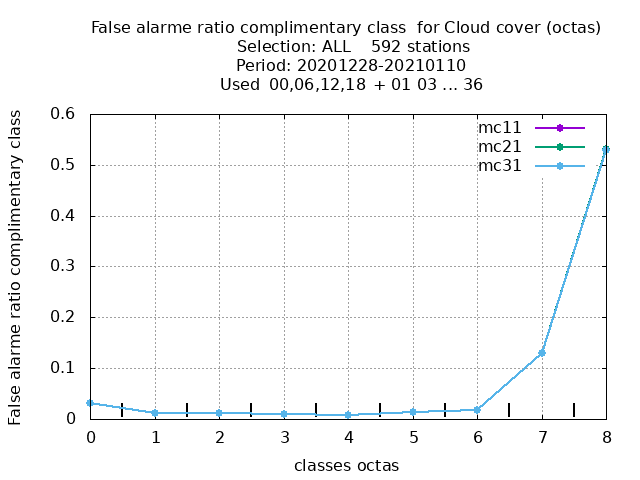 False alarme ratio complimentary class  for Cloud cover (octas)
Selection: ALL    592 stations
Period: 20201228-20210110
Used  00,06,12,18  + 01 03 ... 36
False alarme ratio complimentary class
0.6
0.5
0.4
0.3
0.2
0.1
0
mc11
mc21
mc31
0 1 2 3 4 5 6 7 8
classes octas